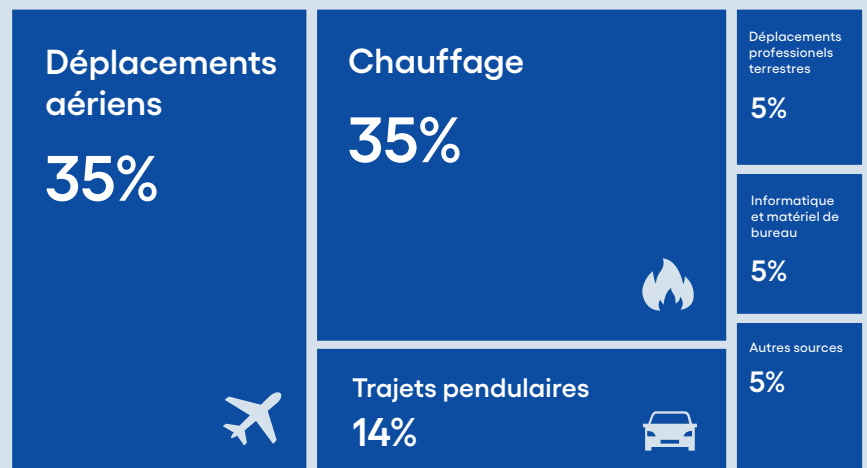 Déplacements
aériens
35%
Chauffage
35%
Trajets pendulaires
14%
Déplacements
professionels
terrestres
5%
Informatique
et matériel de
bureau
5%
Autres sources
5%